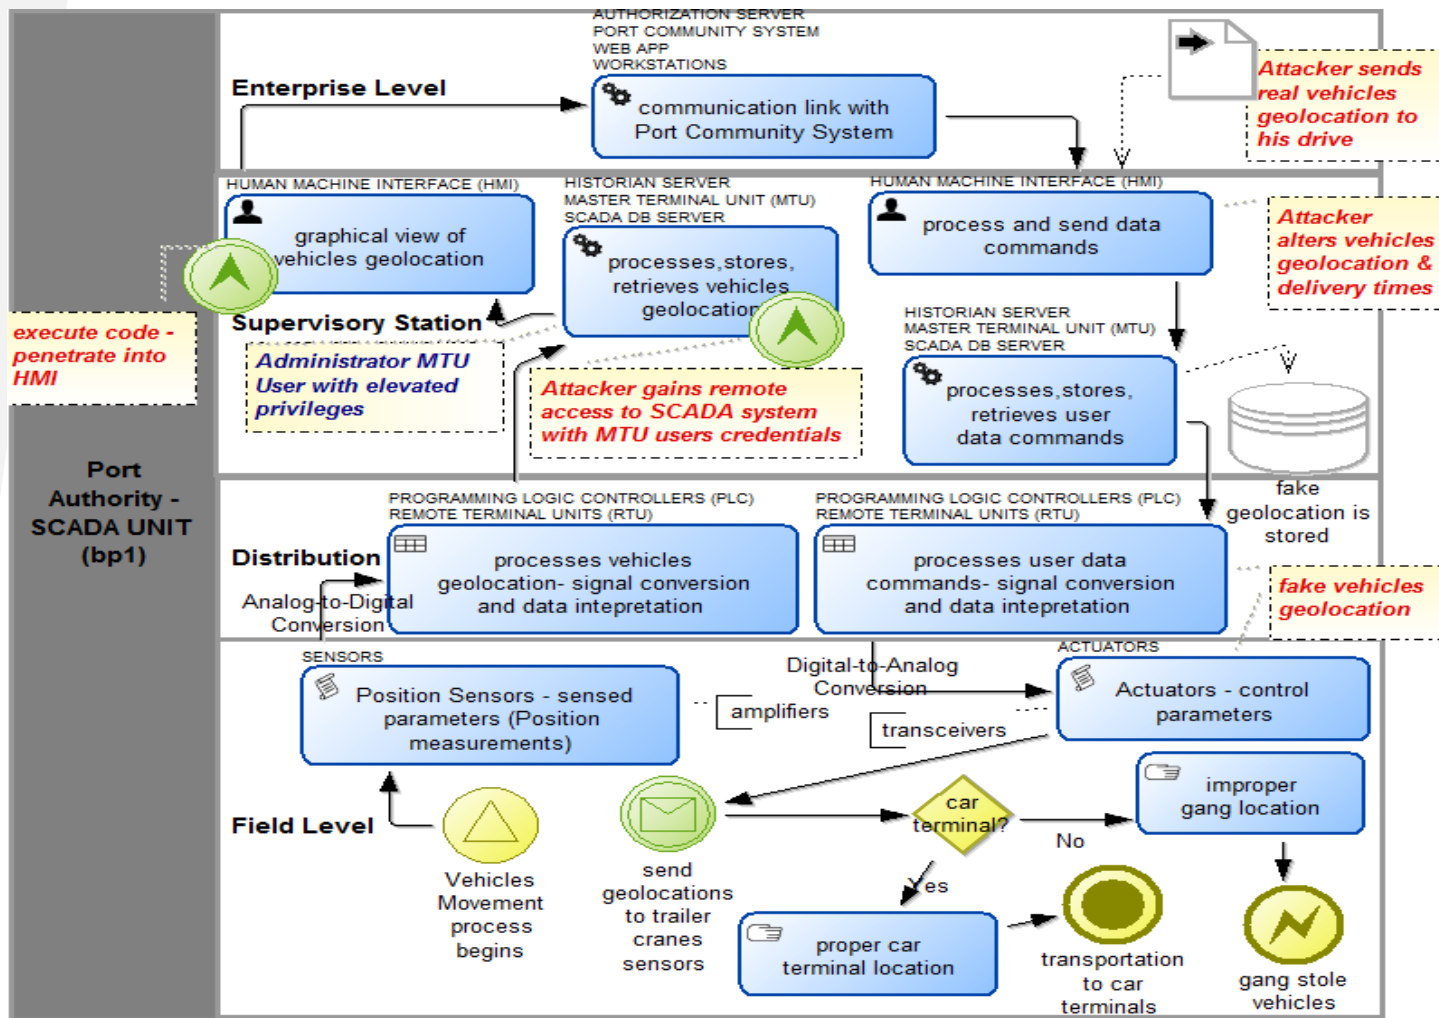 AUTHORIZATION SERVER
PORT COMMUNITY SYSTEM
WEB APP
WORKSTATIONS
Enterprise Level
communication link with
Port Community System
Attacker sends
real vehicles
geolocation to
his drive
HUMAN MACHINE INTERFACE (HMI)
graphical view of
vehicles geolocation
HISTORIAN SERVER
MASTER TERMINAL UNIT (MTU)
SCADA DB SERVER
processes,stores,
retrieves vehicles
geolocation
HUMAN MACHINE INTERFACE (HMI)
process and send data
commands
Attacker
alters vehicles
geolocation &
delivery times
execute code -
penetrate into
HMI
Supervisory Station
Administrator MTU
User with elevated
privileges
Attacker gains remote
access to SCADA system
with MTU users credentials
HISTORIAN SERVER
MASTER TERMINAL UNIT (MTU)
SCADA DB SERVER
processes,stores,
retrieves user
data commands
fake
geolocation is
stored
Port
Authority -
SCADA UNIT
(bp1)
PROGRAMMING LOGIC CONTROLLERS (PLC)
REMOTE TERMINAL UNITS (RTU)
Distribution
processes vehicles
geolocation- signal conversion
and data intepretation
PROGRAMMING LOGIC CONTROLLERS (PLC)
REMOTE TERMINAL UNITS (RTU)
processes user data
commands- signal conversion
and data intepretation
fake vehicles
geolocation
Analog-to-Digital
Conversion
SENSORS
Position Sensors - sensed
parameters (Position
measurements)
amplifiers
Digital-to-Analog
Conversion
transceivers
ACTUATORS
Actuators - control
parameters
Field Level
Vehicles
Movement
process
begins
send
geolocations
to trailer
cranes
sensors
car
terminal?
No
improper
gang location
Yes
proper car
terminal location
transportation
to car
terminals
gang stole
vehicles